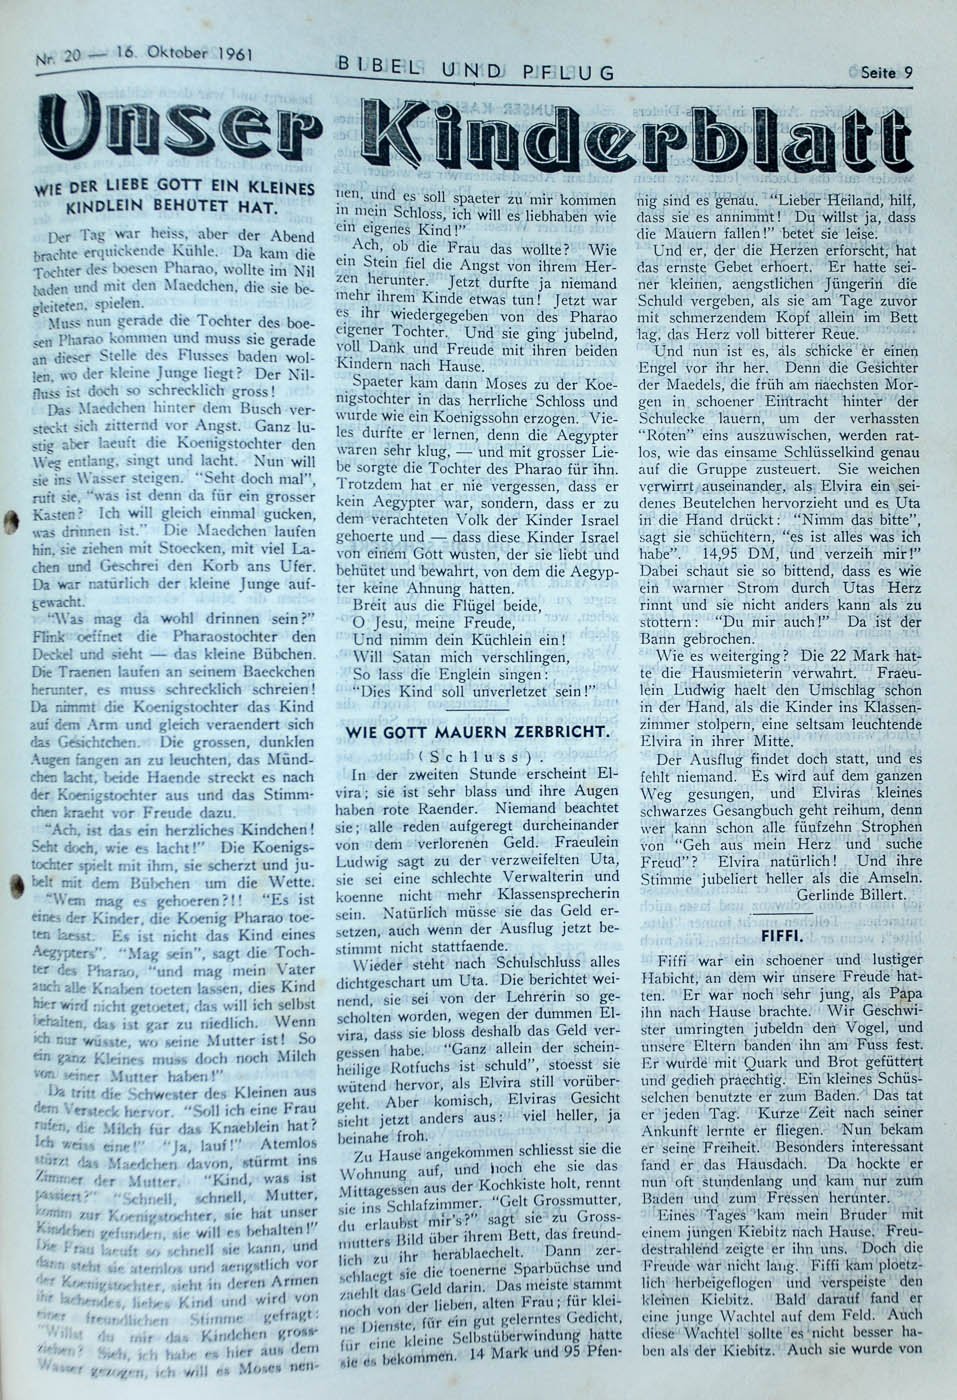 Nr. 20 — 16. Oktober 1961
BIBEL UND PFLUG
Seite 9
Unser Kinderblatt
WIE DER LIEBE GOTT EIN KLEINES
KINDLEIN BEHÜTET HAT.
Der Tag war heiss, aber der Abend
brachte erquickende Kühle. Da kam die
Tochter des boesen Pharao, wollte im Nil
baden und mit den Maedchen, die sie be-
gleiteten, spielen.
Muss nun gerade die Tochter des boe-
sen Pharao kommen und muss sie gerade
an dieser Stelle des Flusses baden wol-
len, wo der kleine Junge liegt? Der Nil-
fluss ist doch so schrecklich gross!
Das Maedchen hinter dem Busch ver-
steckt sich zitternd vor Angst. Ganz lu-
stig aber laeuft die Koenigstochter den
Weg entlang, singt und lacht. Nun will
sie ins Wasser steigen. "Seht doch mal",
ruft sie, "was ist denn da für ein grosser
Kasten? Ich will gleich einmal gucken,
was drinnen ist." Die Maedchen laufen
hin, sie ziehen mit Stoecken, mit viel La-
chen und Geschrei den Korb ans Ufer.
Da war natürlich der kleine Junge auf-
gewacht.
"Was mag da wohl drinnen sein?"
Flink oeffnet die Pharaostochter den
Deckel und sieht — das kleine Bübchen.
Die Traenen laufen an seinem Baeckchen
herunter, es muss schrecklich schreien!
Da nimmt die Koenigstochter das Kind
auf dem Arm und gleich veraendert sich
das Gesichtchen. Die grossen, dunklen
Augen fangen an zu leuchten, das Münd-
chen lacht, beide Haende streckt es nach
der Koenigstochter aus und das Stimm-
chen kraeht vor Freude dazu.
"Ach, ist das ein herzliches Kindchen!
Seht doch, wie es lacht!" Die Koenigs-
tochter spielt mit ihm, sie scherzt und ju-
belt mit dem Bübchen um die Wette.
"Wem mag es gehoeren?!! "Es ist
eines der Kinder, die Koenig Pharao toe-
ten laesst. Es ist nicht das Kind eines
Aegypters". "Mag sein", sagt die Toch-
ter des Pharao, "und mag mein Vater
auch alle Knaben toeten lassen, dies Kind
hier wird nicht getoetet, das will ich selbst
behalten, das ist gar zu niedlich. Wenn
ich nur wüsste, wo seine Mutter ist! So
ein ganz Kleines muss doch noch Milch
von seiner Mutter haben!"
Da tritt die Schwester des Kleinen aus
dem Versteck hervor. "Soll ich eine Frau
rufen, die Milch für das Knaeblein hat?
Ich weiss eine!" "Ja, lauf!" Atemlos
stürzt das Maedchen davon, stürmt ins
Zimmer der Mutter. "Kind, was ist
passiert?" "Schnell, schnell, Mutter,
komm zur Koenigstochter, sie hat unser
Kindchen gefunden, sie will es behalten!"
Die Frau laeuft so schnell sie kann, und
dann steht sie atemlos und aengstlich vor
der Koenigstochter, sieht in deren Armen
ihr lachendes, liebes Kind und wird von
einer freundlichen Stimme gefragt:
"Willst du mir das Kindchen gross-
ziehen? Sieh, ich habe es hier aus dem
Wasser gezogen, ich will es Moses nen-
nen, und es soll spaeter zu mir kommen
in mein Schloss, ich will es liebhaben wie
ein eigenes Kind!"
Ach, ob die Frau das wollte? Wie
ein Stein fiel die Angst von ihrem Her-
zen herunter. Jetzt durfte ja niemand
mehr ihrem Kinde etwas tun! Jetzt war
es ihr wiedergegeben von des Pharao
eigener Tochter. Und sie ging jubelnd,
voll Dank und Freude mit ihren beiden
Kindern nach Hause.
Spaeter kam dann Moses zu der Koe-
nigstochter in das herrliche Schloss und
wurde wie ein Koenigssohn erzogen. Vie-
les durfte er lernen, denn die Aegypter
waren sehr klug, — und mit grosser Lie-
be sorgte die Tochter des Pharao für ihn.
Trotzdem hat er nie vergessen, dass er
kein Aegypter war, sondern, dass er zu
dem verachteten Volk der Kinder Israel
gehoerte und — dass diese Kinder Israel
von einem Gott wusten, der sie liebt und
behütet und bewahrt, von dem die Aegyp-
ter keine Ahnung hatten.
Breit aus die Flügel beide,
O Jesu, meine Freude,
Und nimm dein Küchlein ein!
Will Satan mich verschlingen,
So lass die Englein singen:
"Dies Kind soll unverletzet sein!"
WIE GOTT MAUERN ZERBRICHT.
(Schluss).
In der zweiten Stunde erscheint El-
vira; sie ist sehr blass und ihre Augen
haben rote Raender. Niemand beachtet
sie; alle reden aufgeregt durcheinander
von dem verlorenen Geld. Fraeulein
Ludwig sagt zu der verzweifelten Uta,
sie sei eine schlechte Verwalterin und
koenne nicht mehr Klassensprecherin
sein. Natürlich müsse sie das Geld er-
setzen, auch wenn der Ausflug jetzt be-
stimmt nicht stattfaende.
Wieder steht nach Schulschluss alles
dichtgeschart um Uta. Die berichtet wei-
nend, sie sei von der Lehrerin so ge-
scholten worden, wegen der dummen El-
vira, dass sie bloss deshalb das Geld ver-
gessen habe. "Ganz allein der schein-
heilige Rotfuchs ist schuld", stoesst sie
wütend hervor, als Elvira still vorüber-
geht. Aber komisch, Elviras Gesicht
sieht jetzt anders aus: viel heller, ja
beinahe froh.
Zu Hause angekommen schliesst sie die
Wohnung auf, und noch ehe sie das
Mittagessen aus der Kochkiste holt, rennt
sie ins Schlafzimmer. "Gelt Grossmutter,
du erlaubst mir's?" sagt sie zu Gross-
mutters Bild über ihrem Bett, das freund-
lich zu ihr herablaechelt. Dann zer-
schlaegt sie die toenerne Sparbüchse und
zaehlt das Geld darin. Das meiste stammt
noch von der lieben, alten Frau; für klei-
ne Dienste, für ein gut gelerntes Gedicht,
für eine kleine Selbstüberwindung hatte
sie es bekommen. 14 Mark und 95 Pfen-
nig sind es genau. "Lieber Heiland, hilf,
dass sie es annimmt! Du willst ja, dass
die Mauern fallen!" betet sie leise.
Und er, der die Herzen erforscht, hat
das ernste Gebet erhoert. Er hatte sei-
ner kleinen, aengstlichen Jüngerin die
Schuld vergeben, als sie am Tage zuvor
mit schmerzendem Kopf allein im Bett
lag, das Herz voll bitterer Reue.
Und nun ist es, als schicke er einen
Engel vor ihr her. Denn die Gesichter
der Maedels, die früh am naechsten Mor-
gen in schoener Eintracht hinter der
Schulecke lauern, um der verhassten
"Roten" eins auszuwischen, werden rat-
los, wie das einsame Schlüsselkind genau
auf die Gruppe zusteuert. Sie weichen
verwirrt auseinander, als Elvira ein sei-
denes Beutelchen hervorzieht und es Uta
in die Hand drückt: "Nimm das bitte",
sagt sie schüchtern, "es ist alles was ich
habe". 14,95 DM, und verzeih mir!"
Dabei schaut sie so bittend, dass es wie
ein warmer Strom durch Utas Herz
rinnt und sie nicht anders kann als zu
stottern: "Du mir auch!" Da ist der
Bann gebrochen.
Wie es weiterging? Die 22 Mark hat-
te die Hausmieterin verwahrt. Fraeu-
lein Ludwig haelt den Umschlag schon
in der Hand, als die Kinder ins Klassen-
zimmer stolpern, eine seltsam leuchtende
Elvira in ihrer Mitte.
Der Ausflug findet doch statt, und es
fehlt niemand. Es wird auf dem ganzen
Weg gesungen, und Elviras kleines
schwarzes Gesangbuch geht reihum, denn
wer kann schon alle fünfzehn Strophen
von "Geh aus mein Herz und suche
Freud"? Elvira natürlich! Und ihre
Stimme jubeliert heller als die Amseln.
Gerlinde Billert.
FIFFI.
Fiffi war ein schoener und lustiger
Habicht, an dem wir unsere Freude hat-
ten. Er war noch sehr jung, als Papa
ihn nach Hause brachte. Wir Geschwi-
ster umringten jubeldn den Vogel, und
unsere Eltern banden ihn am Fuss fest.
Er wurde mit Quark und Brot gefüttert
und gedieh praechtig. Ein kleines Schüs-
selchen benutzte er zum Baden. Das tat
er jeden Tag. Kurze Zeit nach seiner
Ankunft lernte er fliegen. Nun bekam
er seine Freiheit. Besonders interessant
fand er das Hausdach. Da hockte er
nun oft stundenlang und kam nur zum
Baden und zum Fressen herunter.
Eines Tages kam mein Bruder mit
einem jungen Kiebitz nach Hause. Freu-
destrahlend zeigte er ihn uns. Doch die
Freude war nicht lang. Fiffi kam ploetz-
lich herbeigeflogen und verspeiste den
kleinen Kiebitz. Bald darauf fand er
eine junge Wachtel auf dem Feld. Auch
diese Wachtel sollte es nicht besser ha-
ben als der Kiebitz. Auch sie wurde von